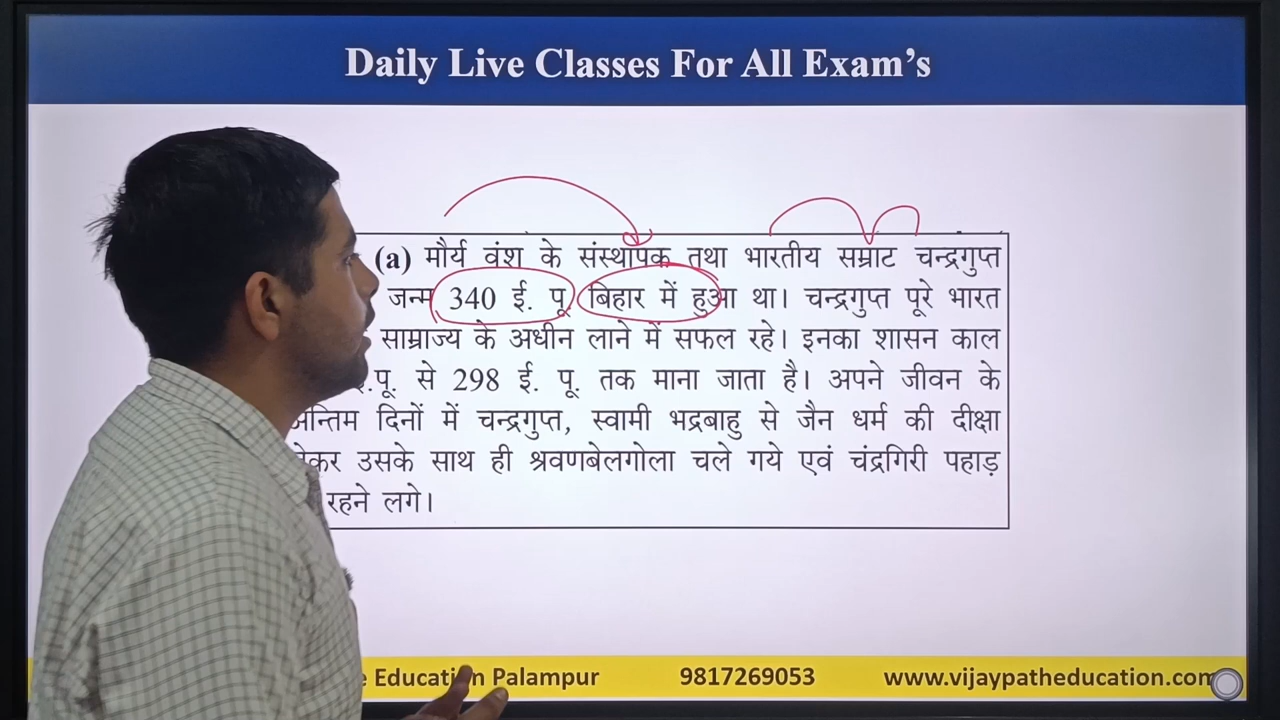 Daily Live Classes For All Exam's
(a) मौर्य वंश के संस्थापक तथा भारतीय सम्राट चन्द्रगुप्त
जन्म 340 ई. पू. बिहार में हुआ था। चन्द्रगुप्त पूरे भारत
साम्राज्य के अधीन लाने में सफल रहे। इनका शासन काल
.पू. से 298 ई. पू. तक माना जाता है। अपने जीवन के
अन्तिम दिनों में चन्द्रगुप्त, स्वामी भद्रबाहु से जैन धर्म की दीक्षा
लेकर उसके साथ ही श्रवणबेलगोला चले गये एवं चंद्रगिरी पहाड़
रहने लगे।
e Education Palampur 9817269053 www.vijaypatheducation.com